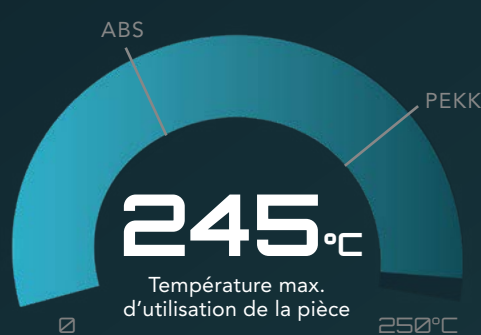 ABS
PEKK
245°C
Température max.
d'utilisation de la pièce
0 250°C